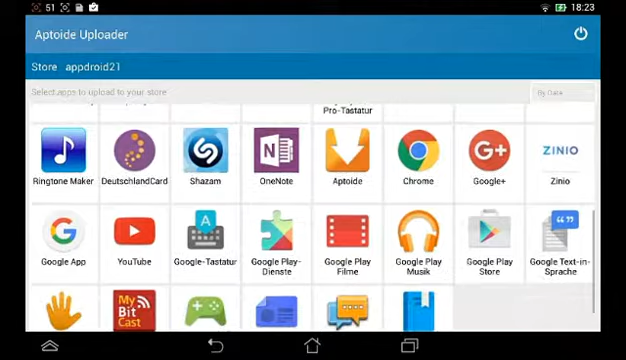 51
18:23
Aptoide Uploader
Store appdroid21
Select apps to upload to your store
By Date
Pro-Tastatur
Ringtone Maker
DeutschlandCard
Shazam
N
OneNote
Aptoide
Chrome
G+
Google+
ZINIO
Zinio
G
Google App
YouTube
A
Google-Tastatur
Google Play-
Dienste
Google Play
Filme
Google Play
Musik
Google Play
Store
Google Text-in-
Sprache
My
Bit
Cast